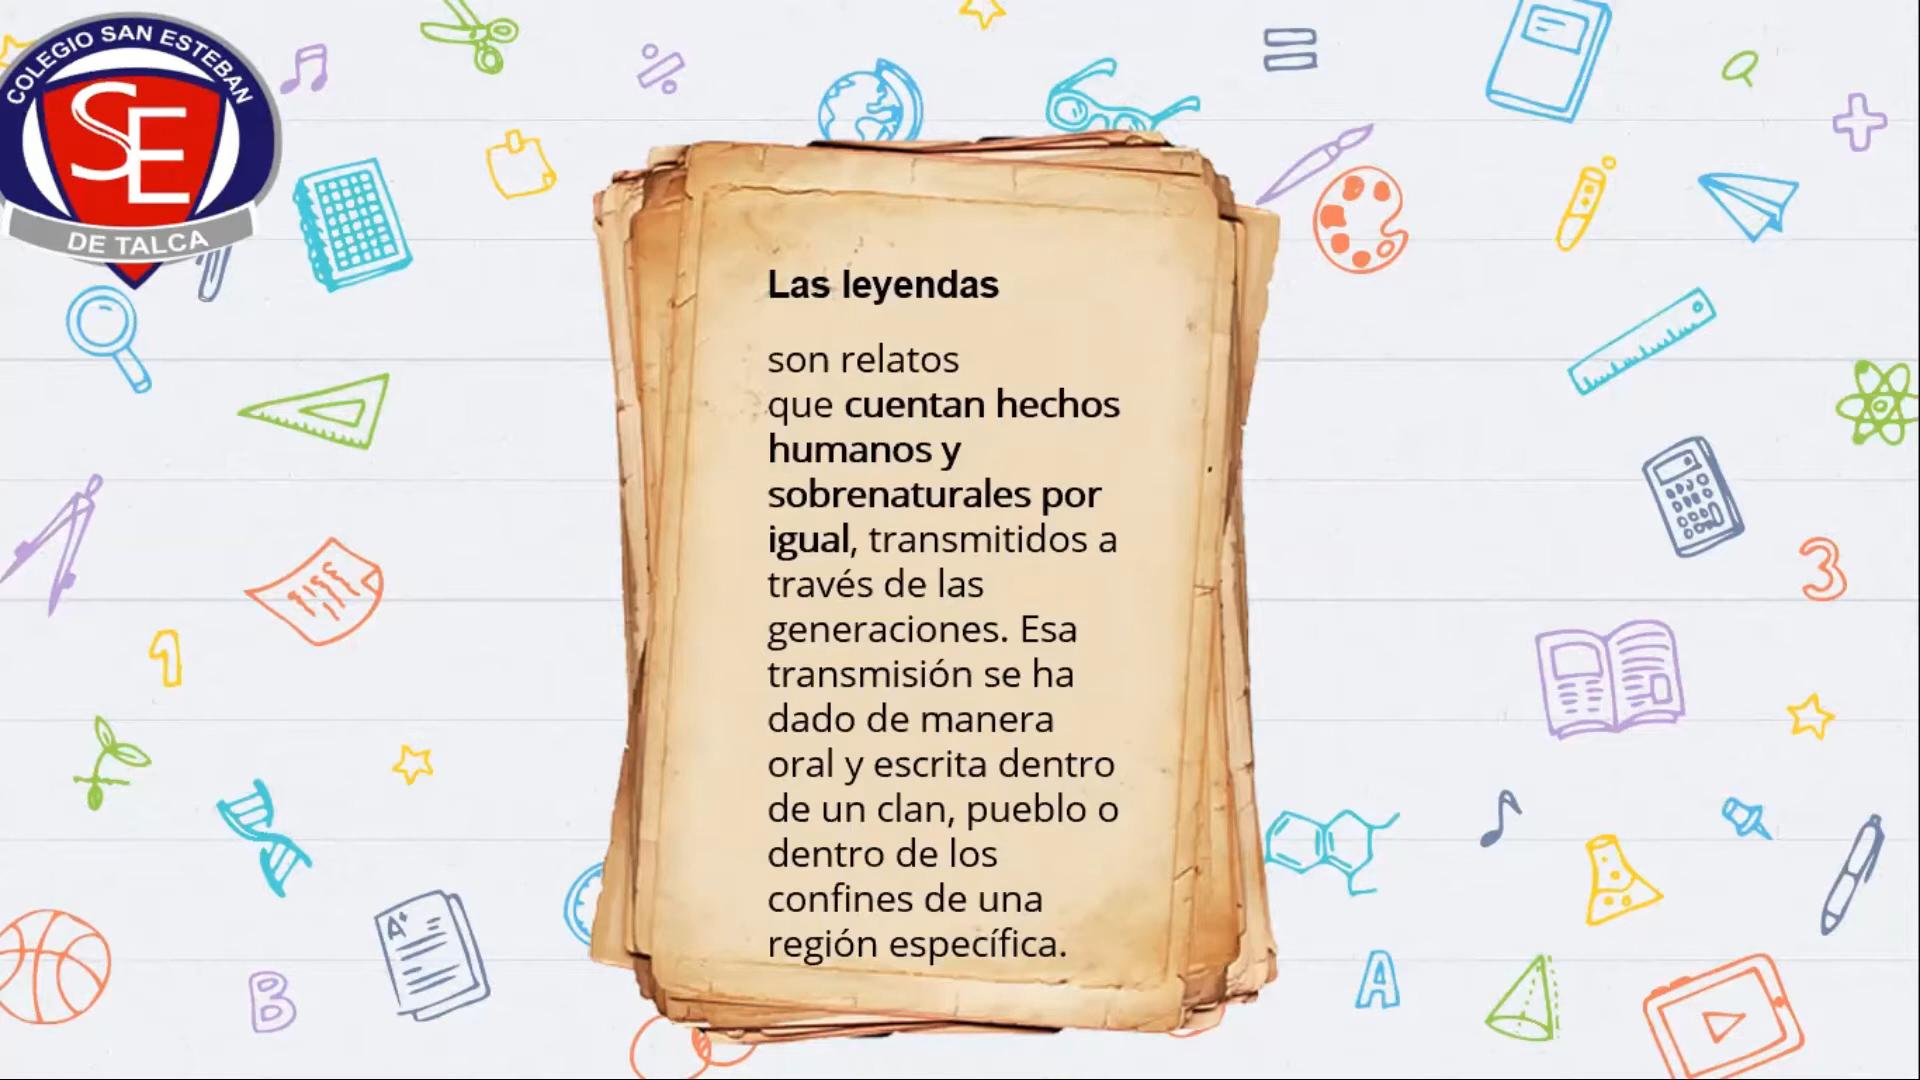 COLEGIO SAN ESTEBAN
SE
DE TALCA
Las leyendas
son relatos
que cuentan hechos
humanos y
sobrenaturales por
igual, transmitidos a
través de las
generaciones. Esa
transmisión se ha
dado de manera
oral y escrita dentro
de un clan, pueblo o
dentro de los
confines de una
región específica.
3
1
A+
B
A